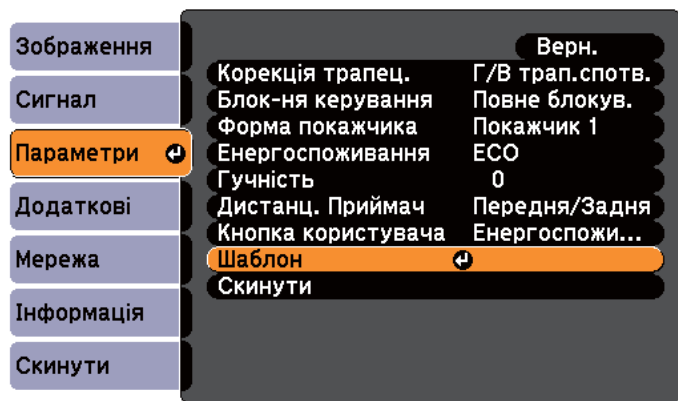 Зображення
Сигнал
Параметри
Додаткові
Мережа
Інформація
Скинути
Верн.
Корекція трапец. Г/В трап.спотв.
Блок-ня керування Повне блокув.
Форма покажчика Покажчик 1
Енергоспоживання ECO
Гучність 0
Дистанц. Приймач Передня/Задня
Кнопка користувача Енергоспожи...
Шаблон
Скинути